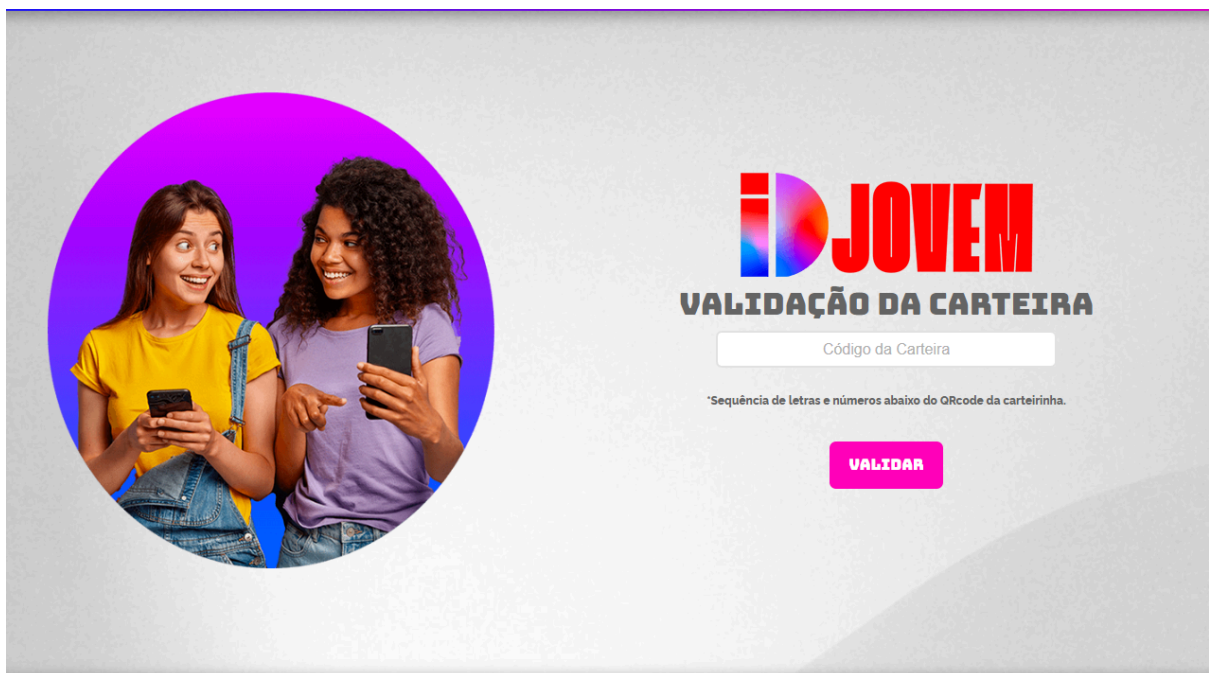 iD JOVEM
VALIDAÇÃO DA CARTEIRA
Código da Carteira
*Sequência de letras e números abaixo do QRcode da carteirinha.
VALIDAR